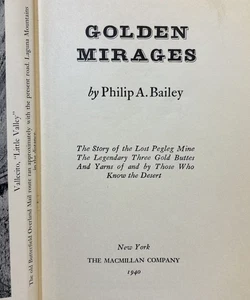 GOLDEN
MIRAGES
by Philip A. Bailey
The Story of the Lost Pegleg Mine
The Legendary Three Gold Buttes
And Yarns of and by Those Who
Know the Desert
New York
THE MACMILLAN COMPANY
1940
Vallecito, "Little Valley."
The old Butterfield Overland Mail route ran approximately with the present road. Laguna Mountains